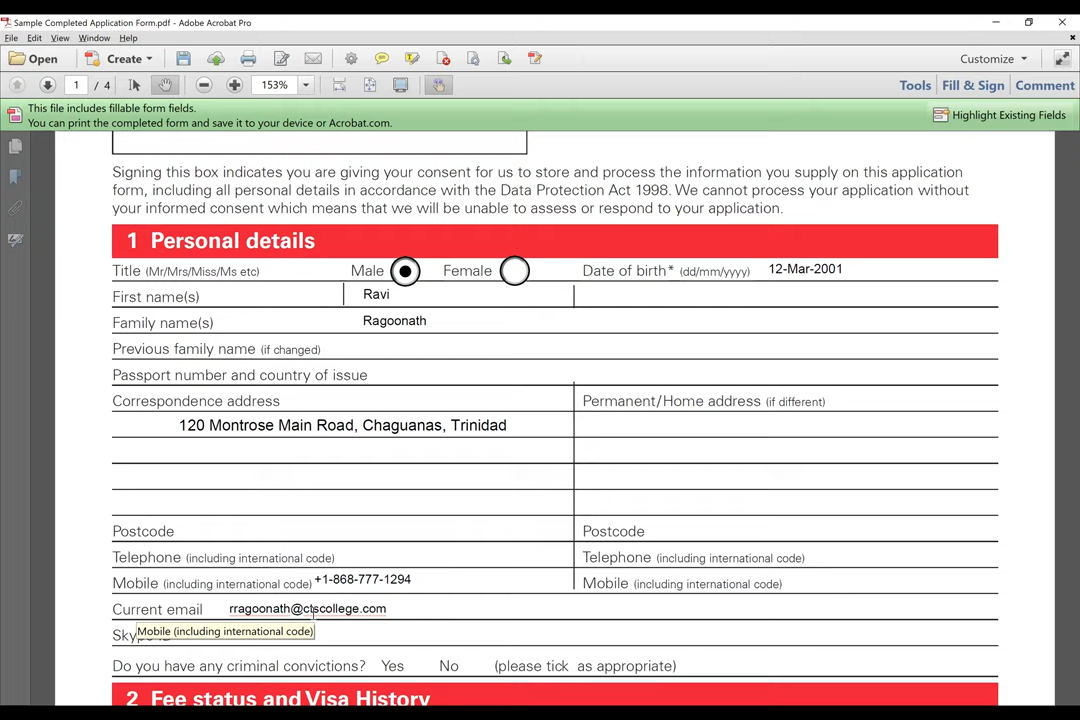 Sample Completed Application Form.pdf - Adobe Acrobat Pro
File Edit View Window Help
Open Create Customize
1 / 4 153% Tools Fill & Sign Comment
This file includes fillable form fields.
You can print the completed form and save it to your device or Acrobat.com.
Highlight Existing Fields
Signing this box indicates you are giving your consent for us to store and process the information you supply on this application
form, including all personal details in accordance with the Data Protection Act 1998. We cannot process your application without
your informed consent which means that we will be unable to assess or respond to your application.
1 Personal details
Title (Mr/Mrs/Miss/Ms etc) Male Female Date of birth* (dd/mm/yyyy) 12-Mar-2001
First name(s) Ravi
Family name(s) Ragoonath
Previous family name (if changed)
Passport number and country of issue
Correspondence address Permanent/Home address (if different)
120 Montrose Main Road, Chaguanas, Trinidad
Postcode Postcode
Telephone (including international code) Telephone (including international code)
Mobile (including international code) +1-868-777-1294 Mobile (including international code)
Current email rragoonath@ctscollege.com
Mobile (including international code)
Do you have any criminal convictions? Yes No (please tick as appropriate)
2 Fee status and Visa History